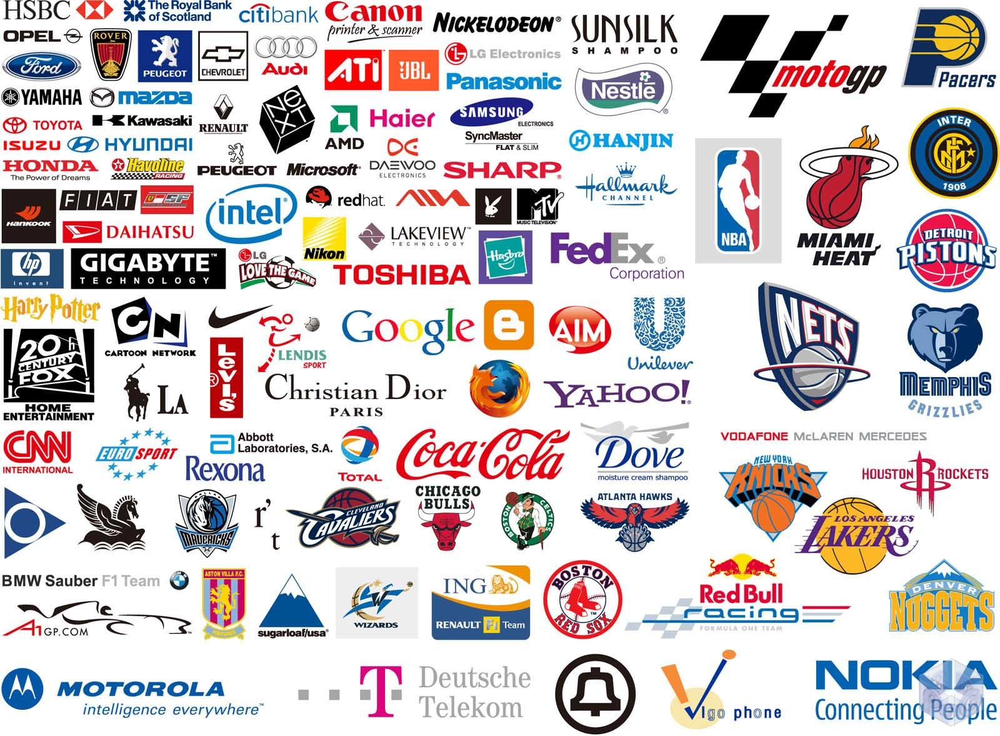 HSBC
The Royal Bank
of Scotland
citibank
Canon
printer & scanner
NICKELODEON®
SUNSILK
SHAMPOO
motogp
Pacers
OPEL
ROVER
PEUGEOT
CHEVROLET
Audi
Ford
ATi
JBL
LG Electronics
Panasonic
Nestlé
®
YAMAHA
mazda
RENAULT
NeXT
AMD
Haier
SAMSUNG
ELECTRONICS
SyncMaster
FLAT & SLIM
TOYOTA
Kawasaki
ISUZU
HYUNDAI
HANJIN
INTER
1908
HONDA
The Power of Dreams
Havoline
RACING
PEUGEOT
Microsoft®
DAEWOO
ELECTRONICS
SHARP®
Hallmark
CHANNEL
NBA
MIAMI
HEAT
HANKOOK
FIAT
SF
DAIHATSU
intel®
redhat.
MTV
MUSIC TELEVISION®
Nikon
LAKEVIEW™
TECHNOLOGY
Hasbro
FedEx®
Corporation
DETROIT
PISTONS
hp
invent
GIGABYTE™
TECHNOLOGY
LG
LOVE THE GAME
TOSHIBA
Harry Potter
CN
CARTOON NETWORK
20th
CENTURY
FOX
HOME
ENTERTAINMENT
LA
Levi's
®
LENDIS
SPORT
Google
AIM
Unilever
Christian Dior
PARIS
YAHOO!®
NETS
MEMPHIS
GRIZZLIES
CNN
INTERNATIONAL
EUROSPORT
Abbott
Laboratories, S.A.
Rexona
TOTAL
Coca-Cola
Dove
moisture cream shampoo
VODAFONE McLAREN MERCEDES
NEW YORK
KNICKS
HOUSTON ROCKETS
LOS ANGELES
LAKERS
DALLAS
MAVERICKS
r't
CLEVELAND
CAVALIERS
CHICAGO
BULLS
BOSTON CELTICS
ATLANTA HAWKS
BMW Sauber F1 Team
BMW
A1GP.COM
ASTON VILLA F.C.
PREPARED
sugarloaf/usa®
WIZARDS
ING
RENAULT F1 Team
BOSTON
RED SOX
Red Bull
racing
FORMULA ONE TEAM
DENVER
NUGGETS
MOTOROLA
intelligence everywhere™
T
Deutsche
Telekom
Vigo phone
NOKIA
Connecting People